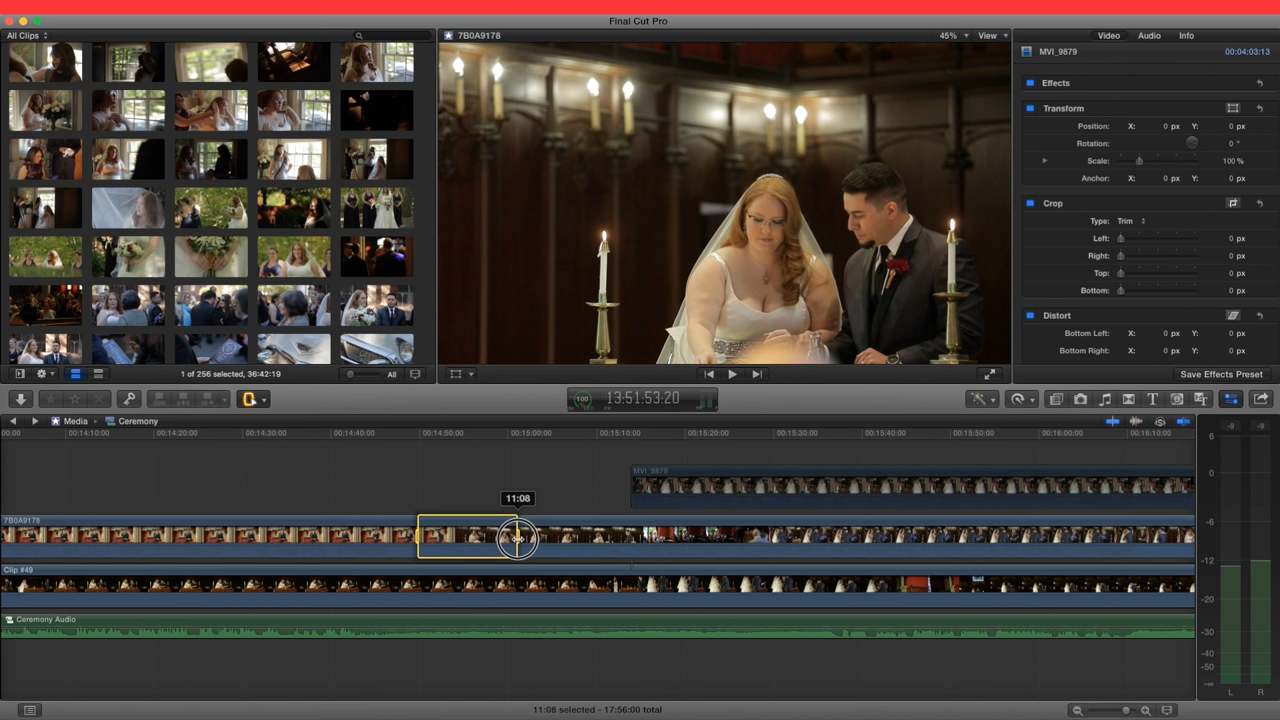 Final Cut Pro
All Clips
7B0A9178
45%
View
Video
Audio
Info
MVI_9879
00:04:03:13
Effects
Transform
Position: X: 0 px Y: 0 px
Rotation: 0 °
Scale: 100 %
Anchor: X: 0 px Y: 0 px
Crop
Type: Trim
Left: 0 px
Right: 0 px
Top: 0 px
Bottom: 0 px
Distort
Bottom Left: X: 0 px Y: 0 px
Bottom Right: X: 0 px Y: 0 px
1 of 256 selected, 36:42:19
All
Save Effects Preset
100
13:51:53:20
Media
Ceremony
-9 -9
00:00 00:14:10:00 00:14:20:00 00:14:30:00 00:14:40:00 00:14:50:00 00:15:00:00 00:15:10:00 00:15:20:00 00:15:30:00 00:15:40:00 00:15:50:00 00:16:00:00 00:16:10:00
6
0
-6
-12
-20
-30
-40
-50
-∞
L R
MVI_9879
11:08
7B0A9178
Clip #49
Ceremony Audio
11:08 selected - 17:56:00 total